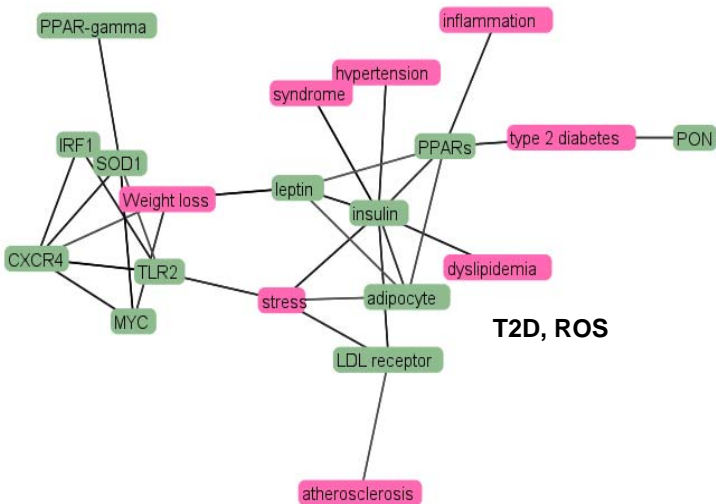 inflammation
PPAR-gamma
hypertension
syndrome
type 2 diabetes
PON
IRF1
PPARs
SOD1
leptin
Weight loss
insulin
CXCR4
TLR2
dyslipidemia
stress
adipocyte
MYC
T2D, ROS
LDL receptor
atherosclerosis